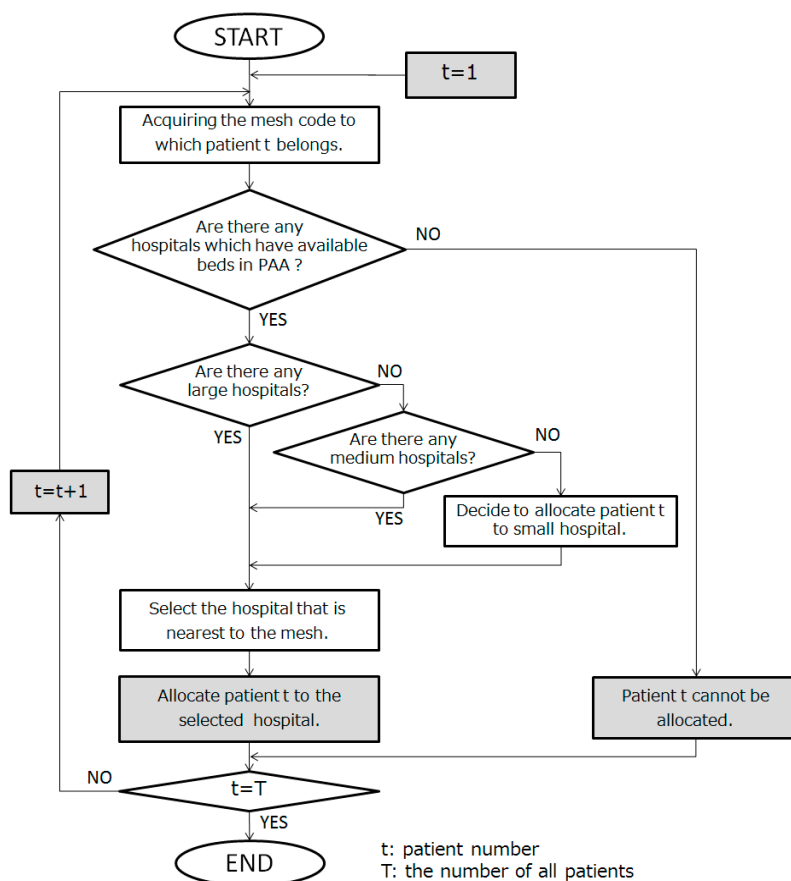 START
t=1
Acquiring the mesh code to
which patient t belongs.
Are there any
hospitals which have available
beds in PAA ?
NO
YES
Are there any
large hospitals?
NO
YES
Are there any
medium hospitals?
NO
YES
t=t+1
Decide to allocate patient t
to small hospital.
Select the hospital that is
nearest to the mesh.
Allocate patient t to the
selected hospital.
Patient t cannot be
allocated.
NO
t=T
YES
END
t: patient number
T: the number of all patients